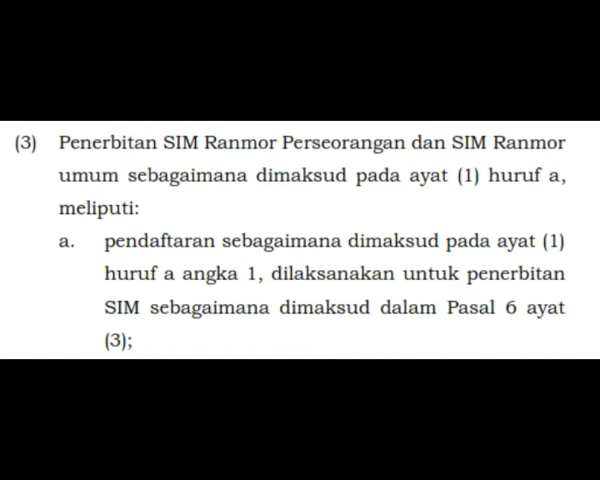 (3) Penerbitan SIM Ranmor Perseorangan dan SIM Ranmor
umum sebagaimana dimaksud pada ayat (1) huruf a,
meliputi:
a. pendaftaran sebagaimana dimaksud pada ayat (1)
huruf a angka 1, dilaksanakan untuk penerbitan
SIM sebagaimana dimaksud dalam Pasal 6 ayat
(3);